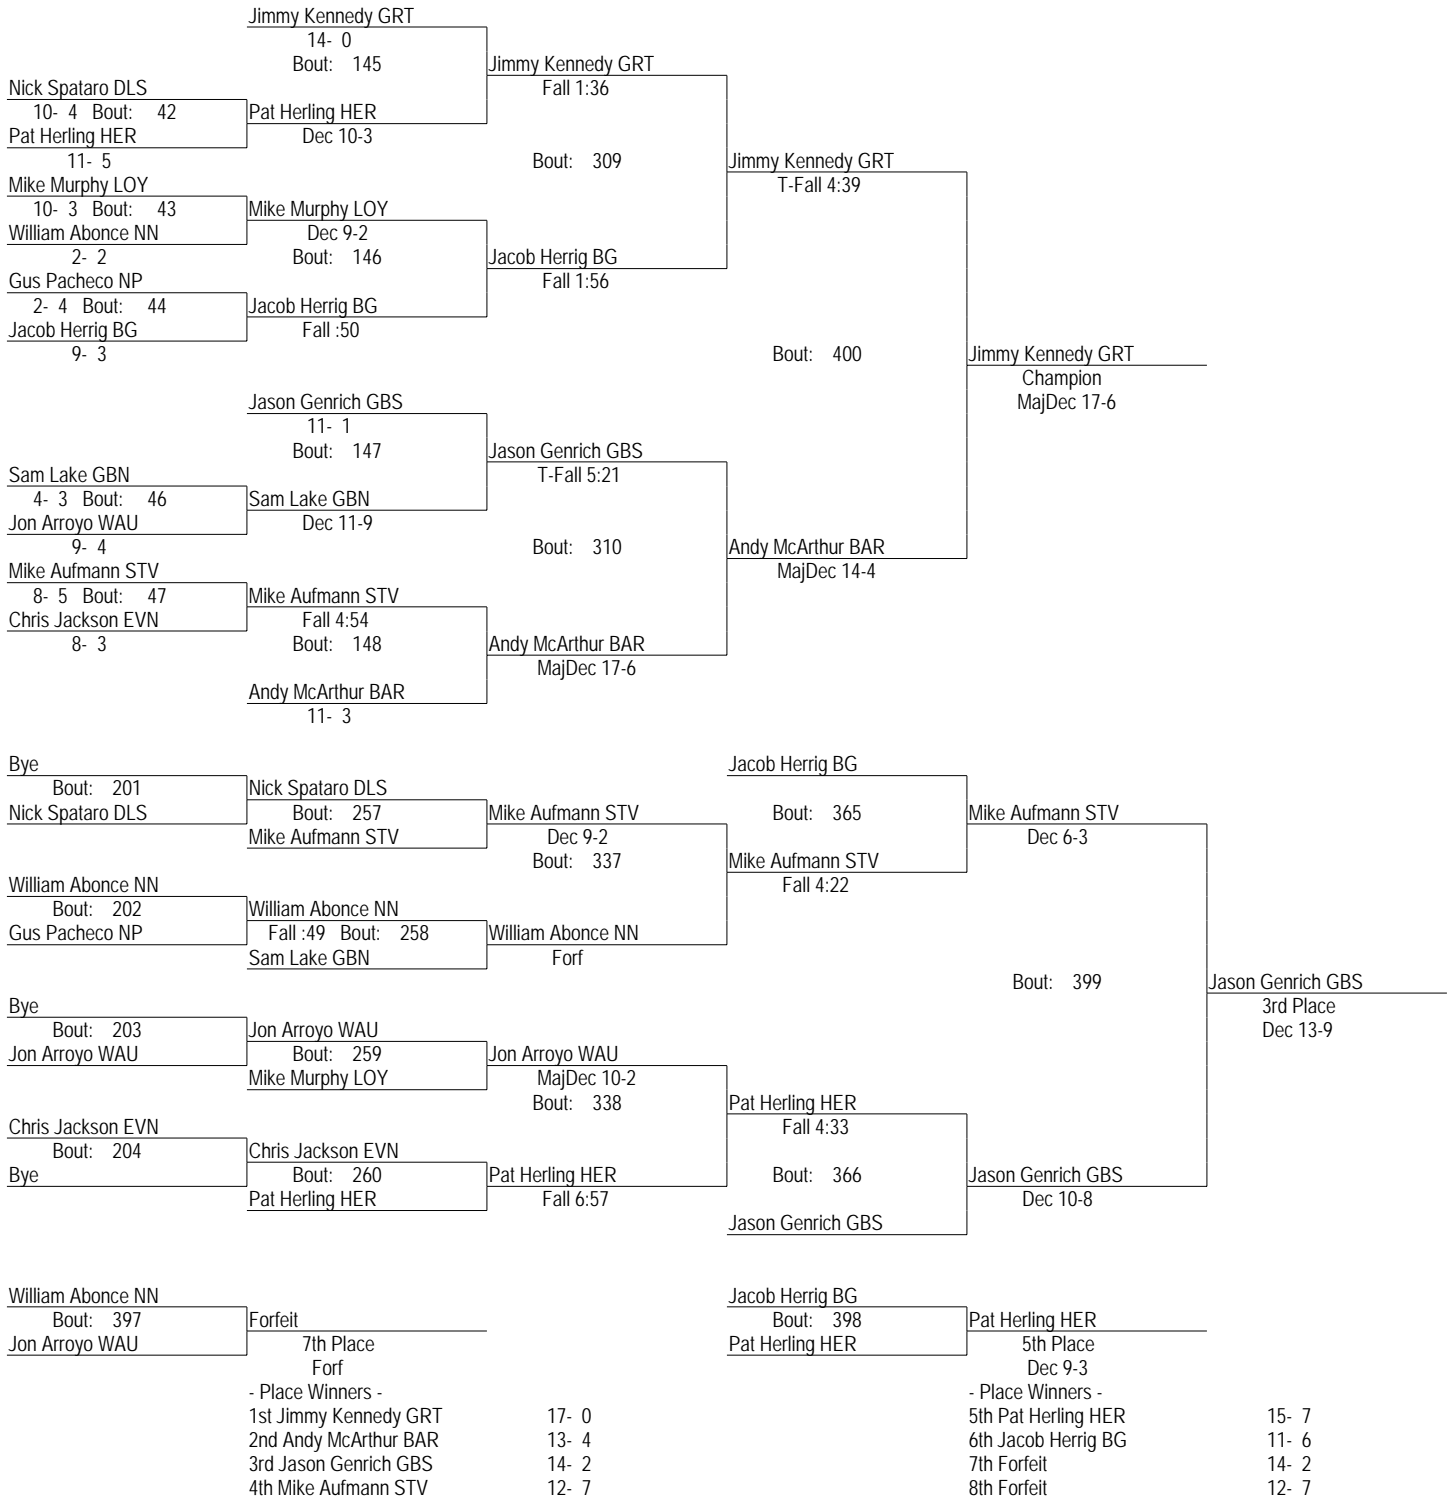 Jimmy Kennedy GRT
14- 0
Bout: 145 Jimmy Kennedy GRT
Nick Spataro DLS Fall 1:36
10- 4 Bout: 42 Pat Herling HER
Pat Herling HER Dec 10-3
11- 5 Bout: 309 Jimmy Kennedy GRT
Mike Murphy LOY T-Fall 4:39
10- 3 Bout: 43 Mike Murphy LOY
William Abonce NN Dec 9-2
2- 2 Bout: 146 Jacob Herrig BG
Gus Pacheco NP Fall 1:56
2- 4 Bout: 44 Jacob Herrig BG
Jacob Herrig BG Fall :50
9- 3 Bout: 400 Jimmy Kennedy GRT
Champion
Jason Genrich GBS MajDec 17-6
11- 1
Bout: 147 Jason Genrich GBS
Sam Lake GBN T-Fall 5:21
4- 3 Bout: 46 Sam Lake GBN
Jon Arroyo WAU Dec 11-9
9- 4 Bout: 310 Andy McArthur BAR
Mike Aufmann STV MajDec 14-4
8- 5 Bout: 47 Mike Aufmann STV
Chris Jackson EVN Fall 4:54
8- 3 Bout: 148 Andy McArthur BAR
MajDec 17-6
Andy McArthur BAR
11- 3
Bye Jacob Herrig BG
Bout: 201 Nick Spataro DLS
Nick Spataro DLS Bout: 257 Mike Aufmann STV Bout: 365 Mike Aufmann STV
Mike Aufmann STV Dec 9-2 Dec 6-3
Bout: 337 Mike Aufmann STV
William Abonce NN Fall 4:22
Bout: 202 William Abonce NN
Gus Pacheco NP Fall :49 Bout: 258 William Abonce NN
Sam Lake GBN Forf
Bout: 399 Jason Genrich GBS
Bye 3rd Place
Bout: 203 Jon Arroyo WAU Dec 13-9
Jon Arroyo WAU Bout: 259 Jon Arroyo WAU
Mike Murphy LOY MajDec 10-2
Bout: 338 Pat Herling HER
Chris Jackson EVN Fall 4:33
Bout: 204 Chris Jackson EVN
Bye Bout: 260 Pat Herling HER Bout: 366 Jason Genrich GBS
Pat Herling HER Fall 6:57 Dec 10-8
Jason Genrich GBS
William Abonce NN Jacob Herrig BG
Bout: 397 Forfeit Bout: 398 Pat Herling HER
Jon Arroyo WAU 7th Place Pat Herling HER 5th Place
Forf Dec 9-3
- Place Winners - - Place Winners -
1st Jimmy Kennedy GRT 17- 0 5th Pat Herling HER 15- 7
2nd Andy McArthur BAR 13- 4 6th Jacob Herrig BG 11- 6
3rd Jason Genrich GBS 14- 2 7th Forfeit 14- 2
4th Mike Aufmann STV 12- 7 8th Forfeit 12- 7